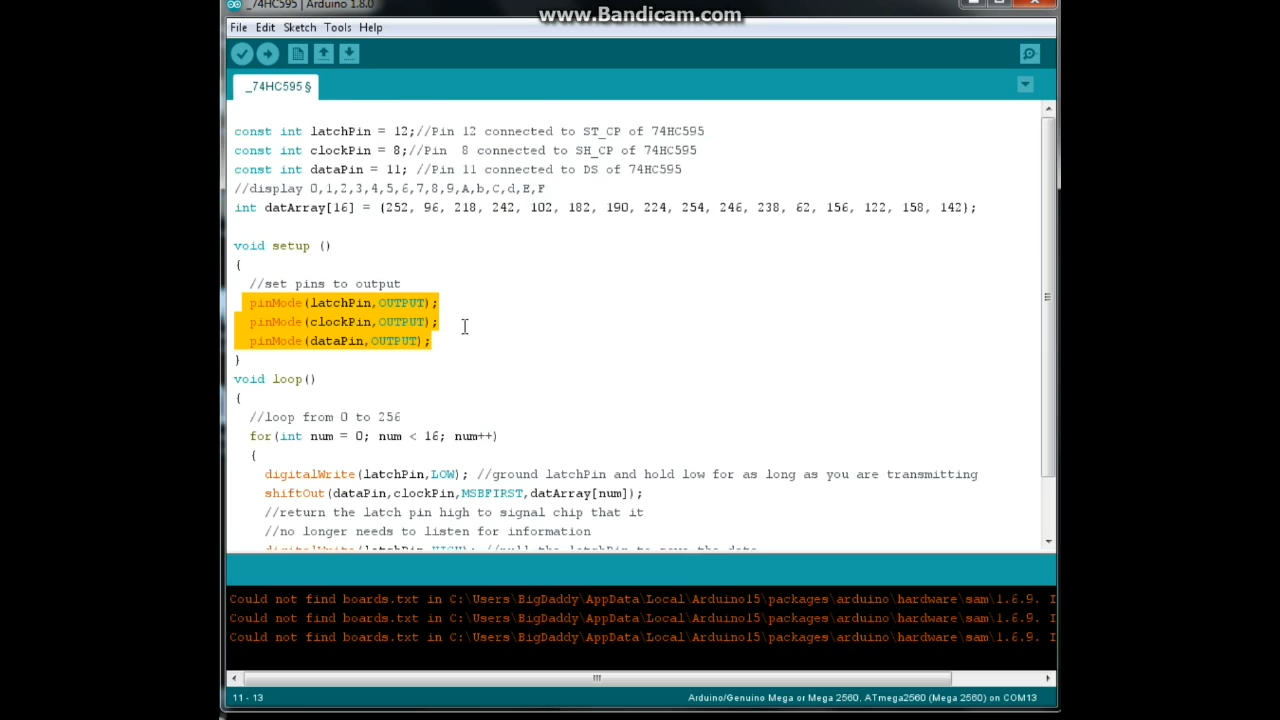 _74HC595 | Arduino 1.8.0
www.Bandicam.com
File Edit Sketch Tools Help
_74HC595 §
const int latchPin = 12;//Pin 12 connected to ST_CP of 74HC595
const int clockPin = 8;//Pin  8 connected to SH_CP of 74HC595
const int dataPin = 11; //Pin 11 connected to DS of 74HC595
//display 0,1,2,3,4,5,6,7,8,9,A,b,C,d,E,F
int datArray[16] = {252, 96, 218, 242, 102, 182, 190, 224, 254, 246, 238, 62, 156, 122, 158, 142};
void setup ()
{
//set pins to output
pinMode(latchPin,OUTPUT);
pinMode(clockPin,OUTPUT);
pinMode(dataPin,OUTPUT);
}
void loop()
{
//loop from 0 to 256
for(int num = 0; num < 16; num++)
{
digitalWrite(latchPin,LOW); //ground latchPin and hold low for as long as you are transmitting
shiftOut(dataPin,clockPin,MSBFIRST,datArray[num]);
//return the latch pin high to signal chip that it
//no longer needs to listen for information
digitalWrite(latchPin,HIGH); //pull the latchPin to save the data
Could not find boards.txt in C:\Users\BigDaddy\AppData\Local\Arduino15\packages\arduino\hardware\sam\1.6.9. I
Could not find boards.txt in C:\Users\BigDaddy\AppData\Local\Arduino15\packages\arduino\hardware\sam\1.6.9. I
Could not find boards.txt in C:\Users\BigDaddy\AppData\Local\Arduino15\packages\arduino\hardware\sam\1.6.9. I
11 - 13
Arduino/Genuino Mega or Mega 2560, ATmega2560 (Mega 2560) on COM13